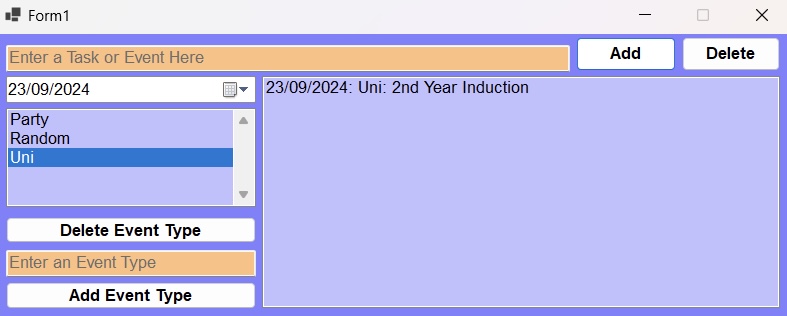 Form1
Enter a Task or Event Here
Add
Delete
23/09/2024
23/09/2024: Uni: 2nd Year Induction
Party
Random
Uni
Delete Event Type
Enter an Event Type
Add Event Type